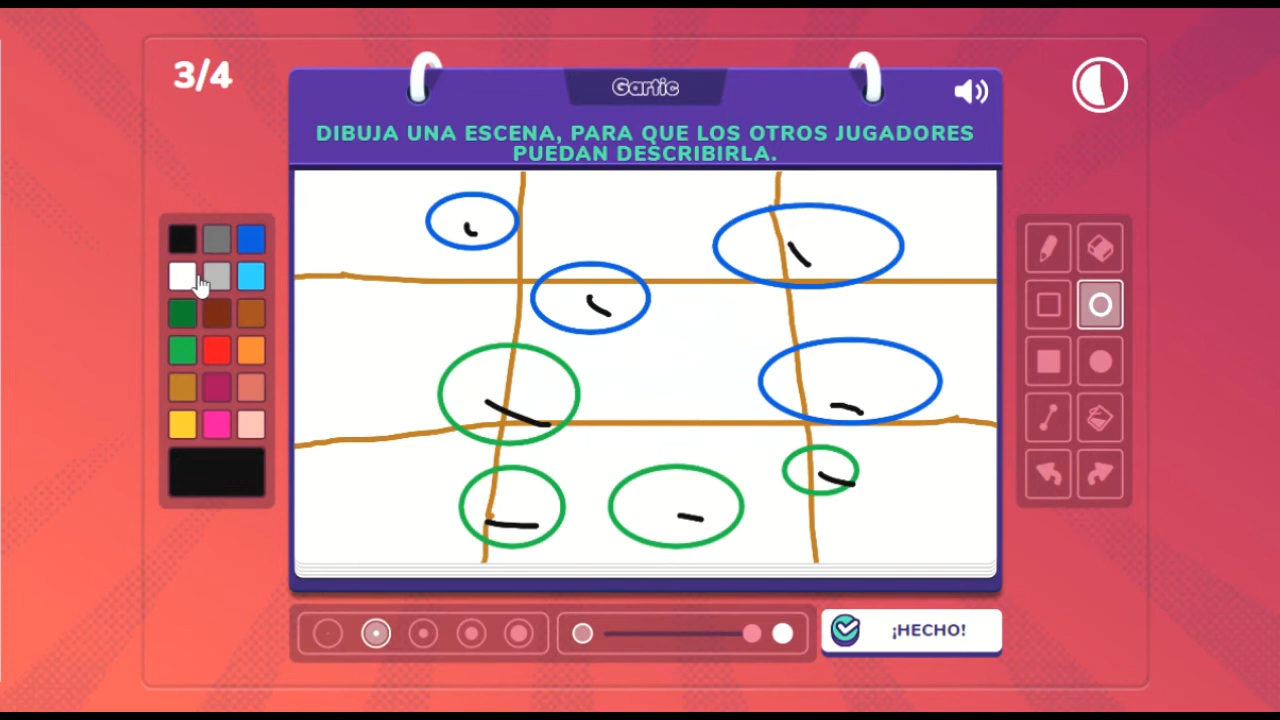 3/4
Gartic
DIBUJA UNA ESCENA, PARA QUE LOS OTROS JUGADORES
PUEDAN DESCRIBIRLA.
¡HECHO!